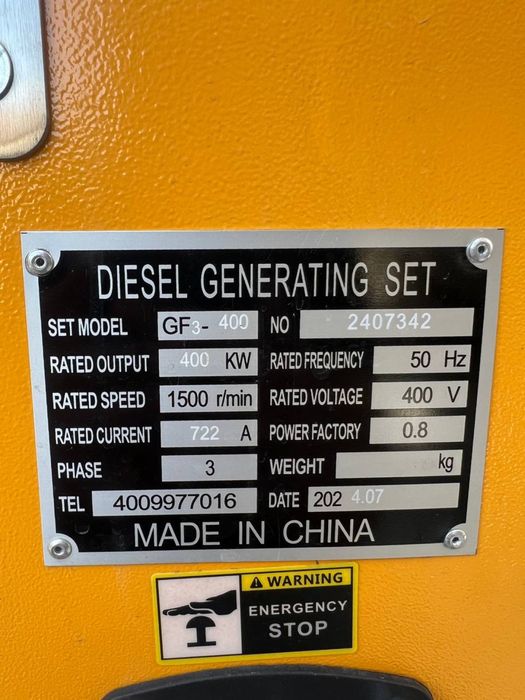 DIESEL GENERATING SET
SET MODEL GF3- 400 NO 2407342
RATED OUTPUT 400 KW RATED FREQUENCY 50 Hz
RATED SPEED 1500 r/min RATED VOLTAGE 400 V
RATED CURRENT 722 A POWER FACTORY 0.8
PHASE 3 WEIGHT kg
TEL 4009977016 DATE 202 4.07
MADE IN CHINA
WARNING
ENERGENCY
STOP